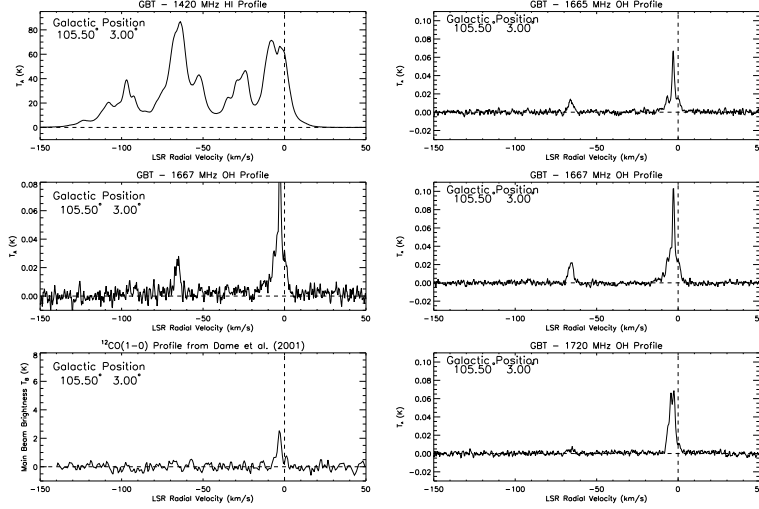 GBT - 1420 MHz HI Profile
Galactic Position
105.50° 3.00°
80
60
40
20
0
T_A (K)
-150 -100 -50 0 50
LSR Radial Velocity (km/s)
GBT - 1665 MHz OH Profile
Galactic Position
105.50° 3.00°
0.10
0.08
0.06
0.04
0.02
0.00
-0.02
T_A (K)
-150 -100 -50 0 50
LSR Radial Velocity (km/s)
GBT - 1667 MHz OH Profile
Galactic Position
105.50° 3.00°
0.08
0.06
0.04
0.02
0.00
T_A (K)
-150 -100 -50 0 50
LSR Radial Velocity (km/s)
GBT - 1667 MHz OH Profile
Galactic Position
105.50° 3.00°
0.10
0.08
0.06
0.04
0.02
0.00
-0.02
T_A (K)
-150 -100 -50 0 50
LSR Radial Velocity (km/s)
¹²CO(1-0) Profile from Dame et al. (2001)
Galactic Position
105.50° 3.00°
8
6
4
2
0
Main Beam Brightness T_B (K)
-150 -100 -50 0 50
LSR Radial Velocity (km/s)
GBT - 1720 MHz OH Profile
Galactic Position
105.50° 3.00°
0.10
0.08
0.06
0.04
0.02
0.00
-0.02
T_A (K)
-150 -100 -50 0 50
LSR Radial Velocity (km/s)